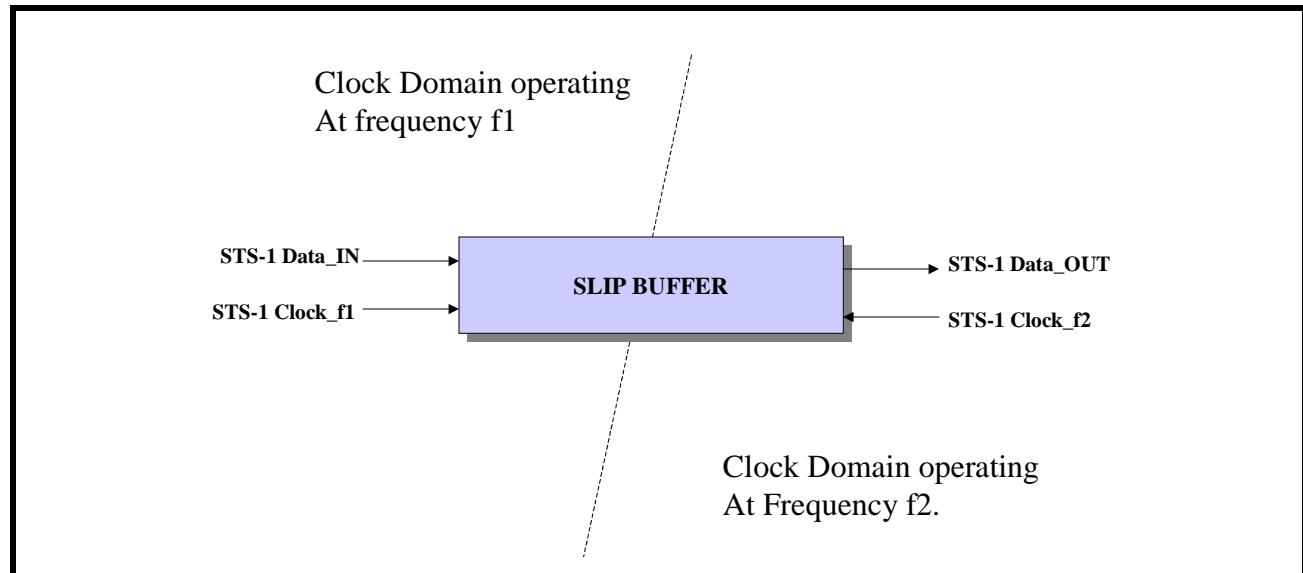 Clock Domain operating
At frequency f1
STS-1 Data_IN
STS-1 Clock_f1
SLIP BUFFER
STS-1 Data_OUT
STS-1 Clock_f2
Clock Domain operating
At Frequency f2.